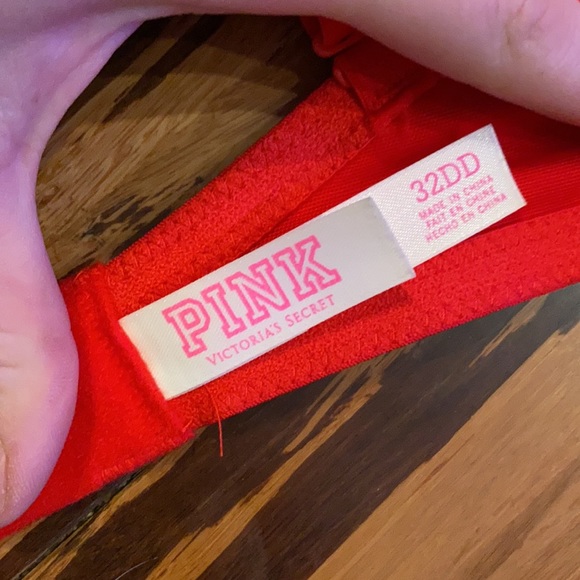 PINK
VICTORIA'S SECRET
32DD
MADE IN CHINA
FAIT EN CHINE
HECHO EN CHINA